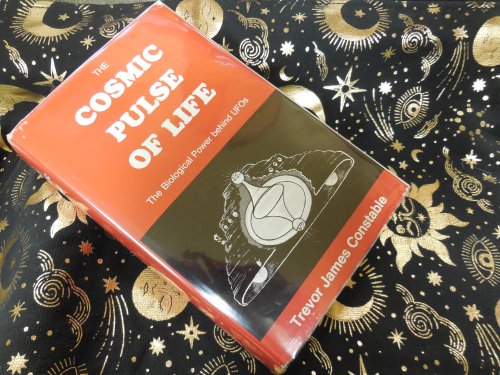 THE
COSMIC
PULSE
OF LIFE
The Biological Power behind UFOs
Trevor James Constable